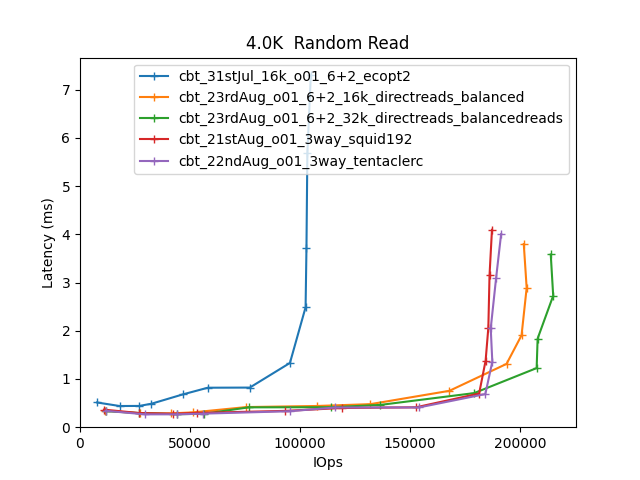 4.0K  Random Read
cbt_31stJul_16k_o01_6+2_ecopt2
cbt_23rdAug_o01_6+2_16k_directreads_balanced
cbt_23rdAug_o01_6+2_32k_directreads_balancedreads
cbt_21stAug_o01_3way_squid192
cbt_22ndAug_o01_3way_tentaclerc
Latency (ms)
7
6
5
4
3
2
1
0
0 50000 100000 150000 200000
IOps